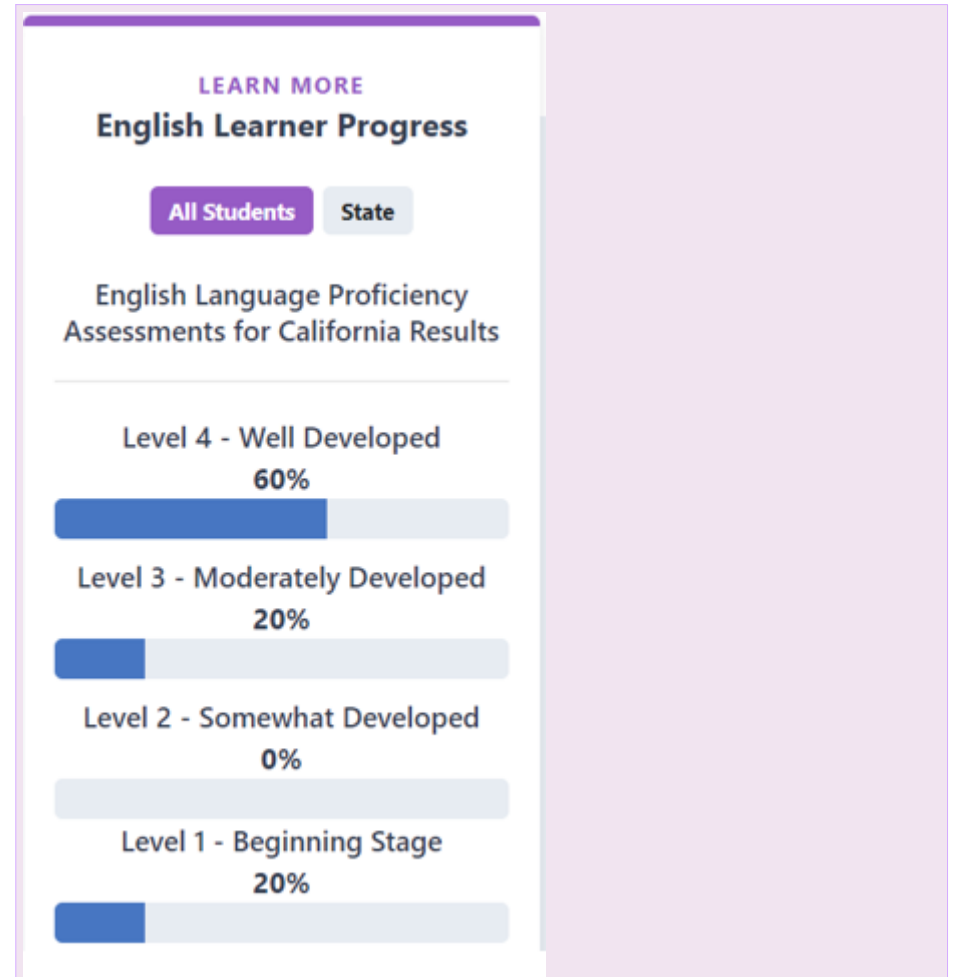 LEARN MORE
English Learner Progress
All Students State
English Language Proficiency
Assessments for California Results
Level 4 - Well Developed
60%
Level 3 - Moderately Developed
20%
Level 2 - Somewhat Developed
0%
Level 1 - Beginning Stage
20%